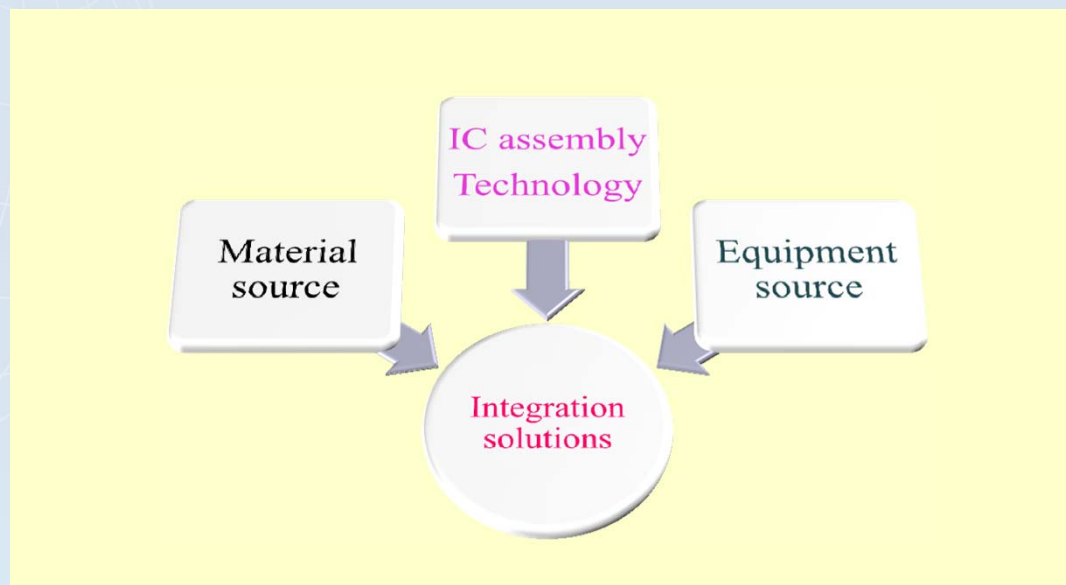 IC assembly
Technology
Material
source
Equipment
source
Integration
solutions